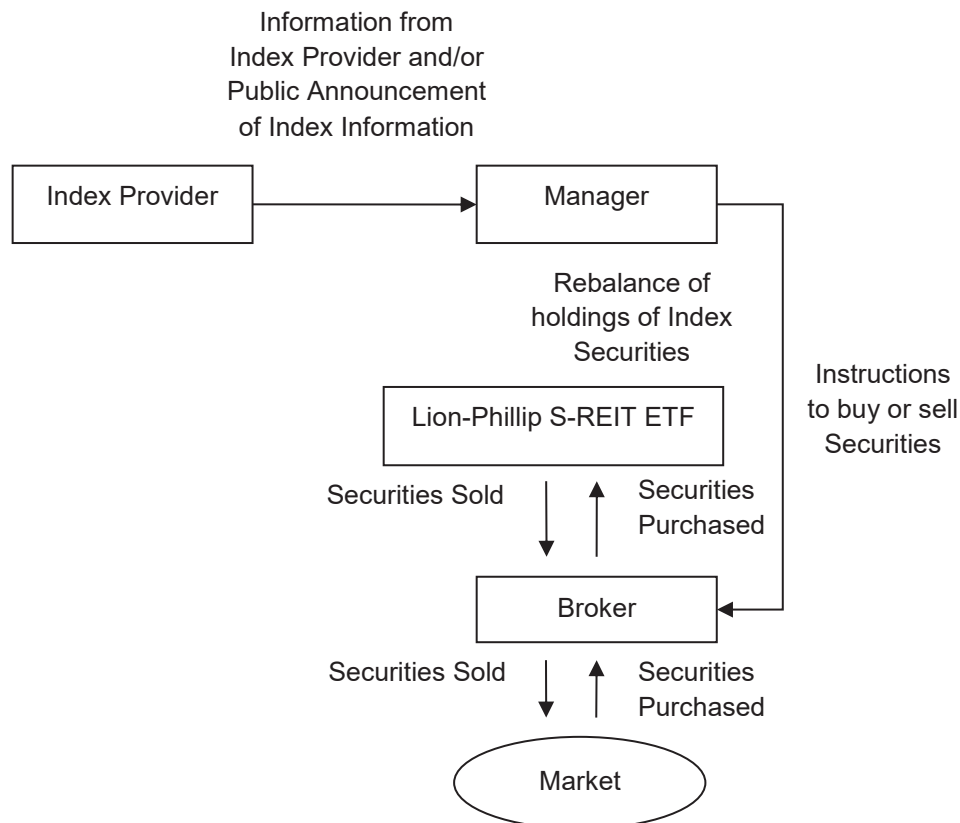 Information from
Index Provider and/or
Public Announcement
of Index Information
Index Provider
Manager
Rebalance of
holdings of Index
Securities
Instructions
to buy or sell
Securities
Lion-Phillip S-REIT ETF
Securities Sold
Securities
Purchased
Broker
Securities Sold
Securities
Purchased
Market